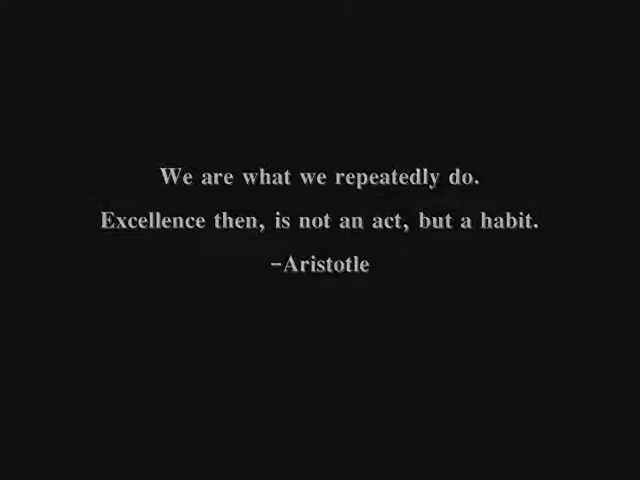 We are what we repeatedly do.
Excellence then, is not an act, but a habit.
-Aristotle